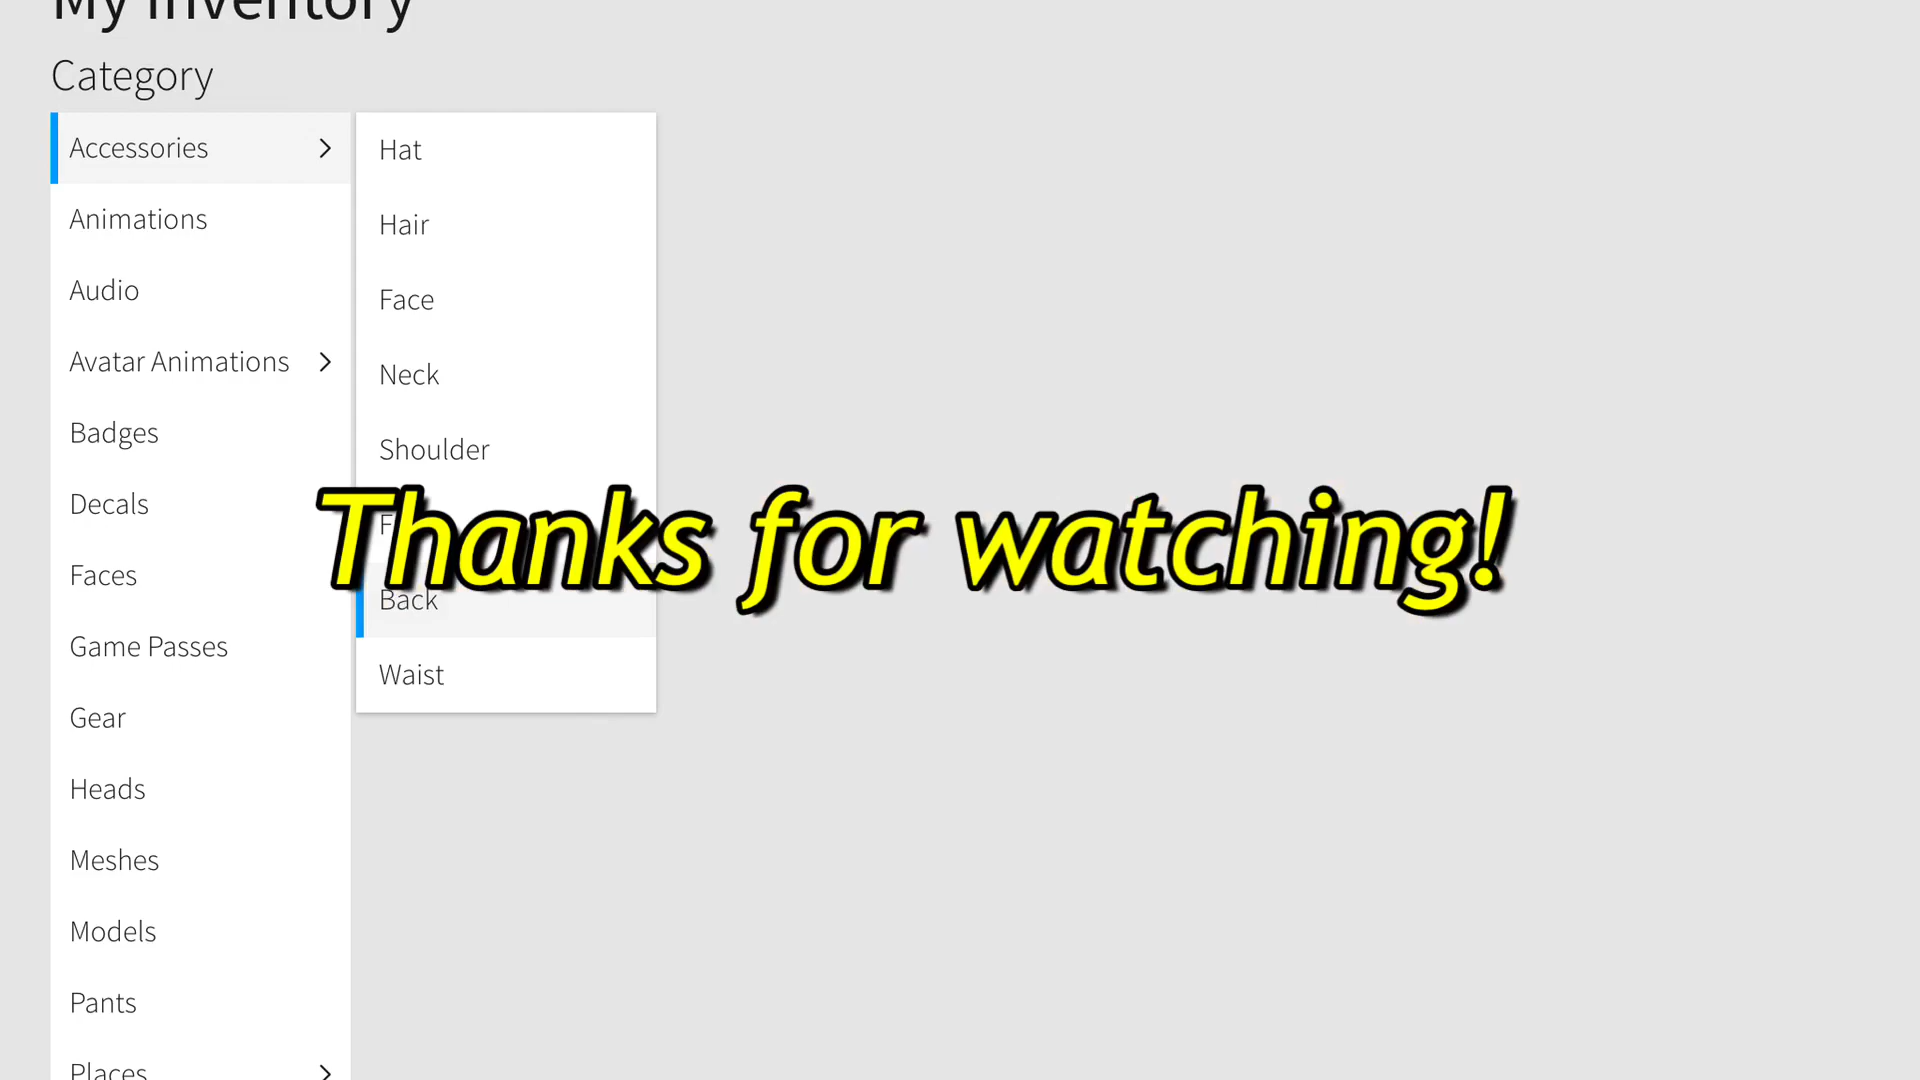 My Inventory
Category
Accessories
Animations
Audio
Avatar Animations
Badges
Decals
Faces
Game Passes
Gear
Heads
Meshes
Models
Pants
Places
Hat
Hair
Face
Neck
Shoulder
Back
Waist
Thanks for watching!